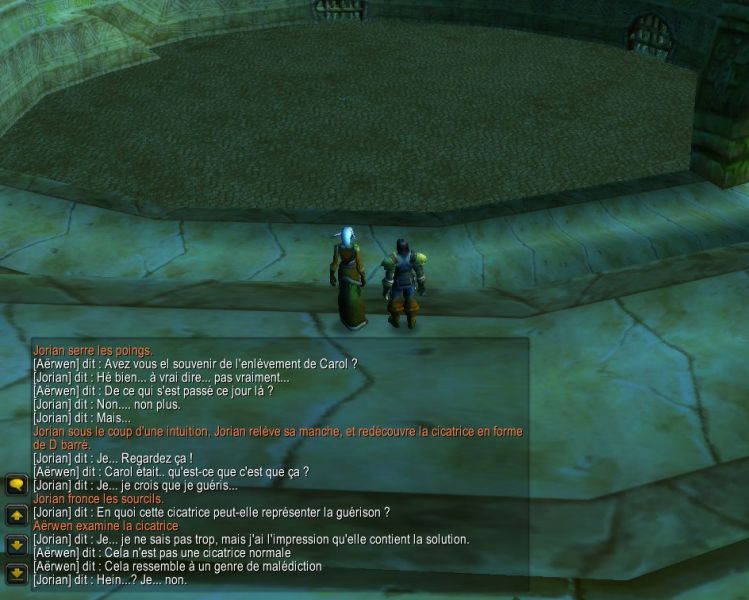 Jorian serre les poings.
[Aërwen] dit : Avez vous el souvenir de l'enlèvement de Carol ?
[Jorian] dit : Hé bien... à vrai dire... pas vraiment...
[Aërwen] dit : De ce qui s'est passé ce jour là ?
[Jorian] dit : Non.... non plus.
[Jorian] dit : Mais...
Jorian sous le coup d'une intuition, Jorian relève sa manche, et redécouvre la cicatrice en forme
de D barré.
[Jorian] dit : Je... Regardez ça !
[Aërwen] dit : Carol était.. qu'est-ce que c'est que ça ?
[Jorian] dit : Je... je crois que je guéris...
Jorian fronce les sourcils.
[Jorian] dit : En quoi cette cicatrice peut-elle représenter la guérison ?
Aërwen examine la cicatrice
[Jorian] dit : Je... je ne sais pas trop, mais j'ai l'impression qu'elle contient la solution.
[Aërwen] dit : Cela n'est pas une cicatrice normale
[Aërwen] dit : Cela ressemble à un genre de malédiction
[Jorian] dit : Hein...? Je... non.